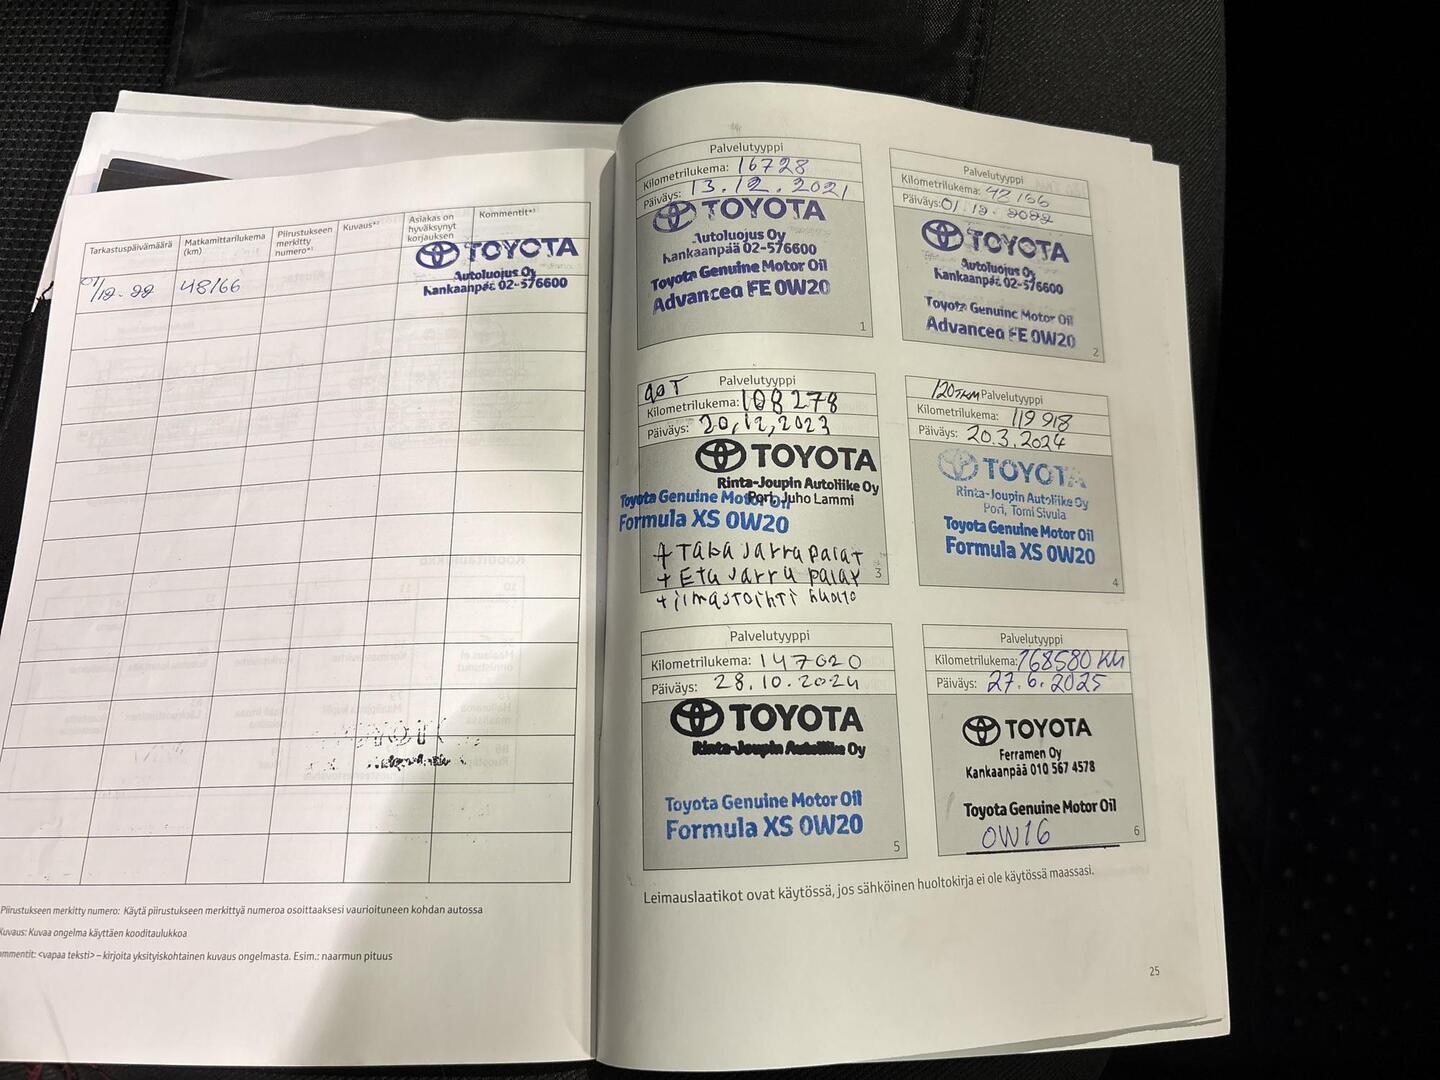 Tarkastuspäivämäärä
Matkamittarilukema (km)
Piirustukseen merkitty numero*¹
Kuvaus*²
Asiakas on hyväksynyt korjauksen
Kommentit*³
01/12-22 48166
TOYOTA
Autoluojus Oy
Kankaanpää 02-576600
Piirustukseen merkitty numero: Käytä piirustukseen merkittyä numeroa osoittaaksesi vaurioituneen kohdan autossa
Kuvaus: Kuvaa ongelma käyttäen kooditaulukkoa
ommentit: <vapaa teksti> – kirjoita yksityiskohtainen kuvaus ongelmasta. Esim.: naarmun pituus
Palvelutyyppi
Kilometrilukema: 16728
Päiväys: 13.12.2021
TOYOTA
Autoluojus Oy
Kankaanpää 02-576600
Toyota Genuine Motor Oil
Advanced FE 0W20
1
Palvelutyyppi
Kilometrilukema: 48166
Päiväys: 01.12.2022
TOYOTA
Autoluojus Oy
Kankaanpää 02-576600
Toyota Genuine Motor Oil
Advanced FE 0W20
2
90T Palvelutyyppi
Kilometrilukema: 108278
Päiväys: 20,12,2023
TOYOTA
Rinta-Joupin Autoliike Oy
Pori, Juho Lammi
Toyota Genuine Motor Oil
Formula XS 0W20
+ Taka Jarru palat
+ Etu Jarru palat
+ ilmastointi huolto
3
120TKM Palvelutyyppi
Kilometrilukema: 119 918
Päiväys: 20.3.2024
TOYOTA
Rinta-Joupin Autoliike Oy
Pori, Tomi Sivula
Toyota Genuine Motor Oil
Formula XS 0W20
4
Palvelutyyppi
Kilometrilukema: 147020
Päiväys: 28.10.2024
TOYOTA
Rinta-Joupin Autoliike Oy
Toyota Genuine Motor Oil
Formula XS 0W20
5
Palvelutyyppi
Kilometrilukema: 168580 KM
Päiväys: 27.6.2025
TOYOTA
Ferramen Oy
Kankaanpää 010 567 4578
Toyota Genuine Motor Oil
0W16
6
Leimauslaatikot ovat käytössä, jos sähköinen huoltokirja ei ole käytössä maassasi.
25